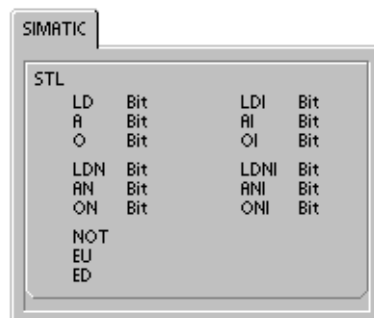 SIMATIC
STL
LD Bit LDI Bit
A Bit AI Bit
O Bit OI Bit
LDN Bit LDNI Bit
AN Bit ANI Bit
ON Bit ONI Bit
NOT
EU
ED